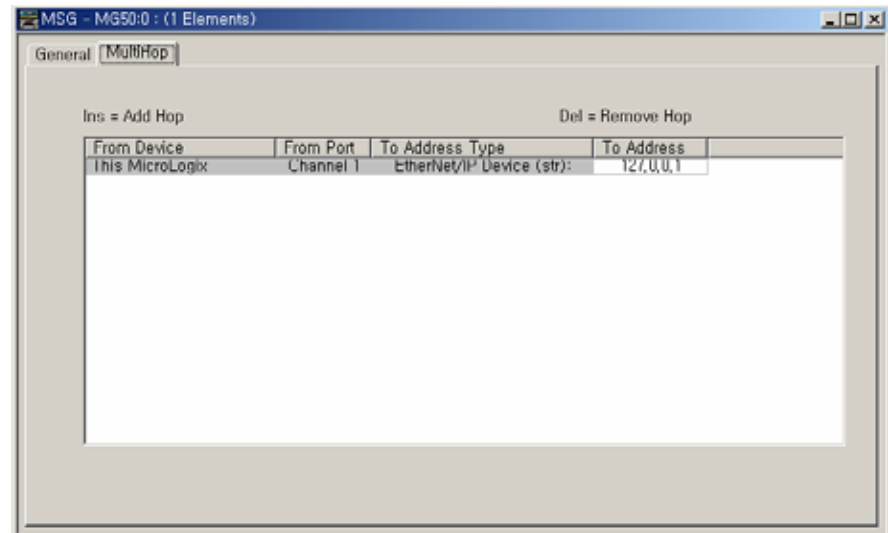 MSG - MG50:0 : (1 Elements)
General MultiHop
Ins = Add Hop Del = Remove Hop
From Device From Port To Address Type To Address
This MicroLogix Channel 1 EtherNet/IP Device (str): 127.0.0.1